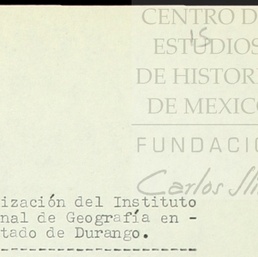 CENTRO D
ESTUDIOS
15
DE HISTOR
DE MEXICO
FUNDACIO
Carlos Sli
ización del Instituto
nal de Geografía en -
tado de Durango.